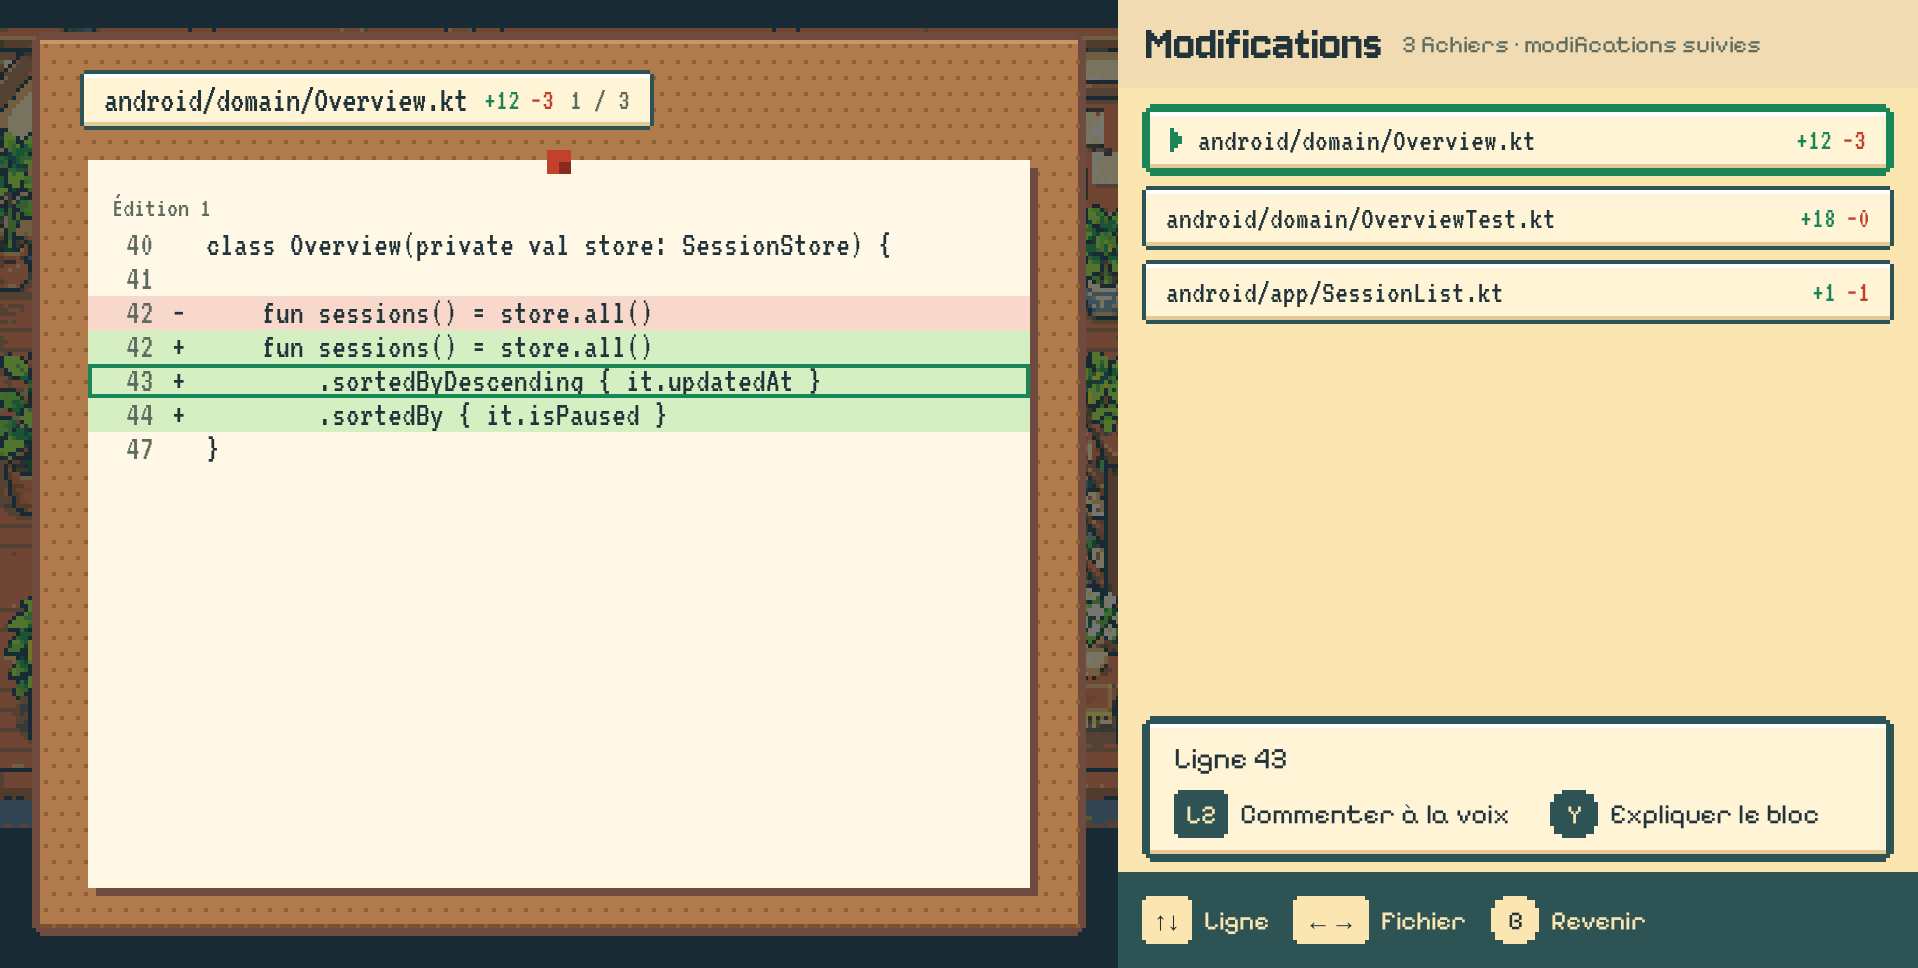 android/domain/Overview.kt +12 -3 1 / 3
Édition 1
40 class Overview(private val store: SessionStore) {
41
42 - fun sessions() = store.all()
42 + fun sessions() = store.all()
43 + .sortedByDescending { it.updatedAt }
44 + .sortedBy { it.isPaused }
47 }
Modifications 3 fichiers · modifications suivies
android/domain/Overview.kt +12 -3
android/domain/OverviewTest.kt +18 -0
android/app/SessionList.kt +1 -1
Ligne 43
L2 Commenter à la voix Y Expliquer le bloc
↑↓ Ligne ←→ Fichier B Revenir